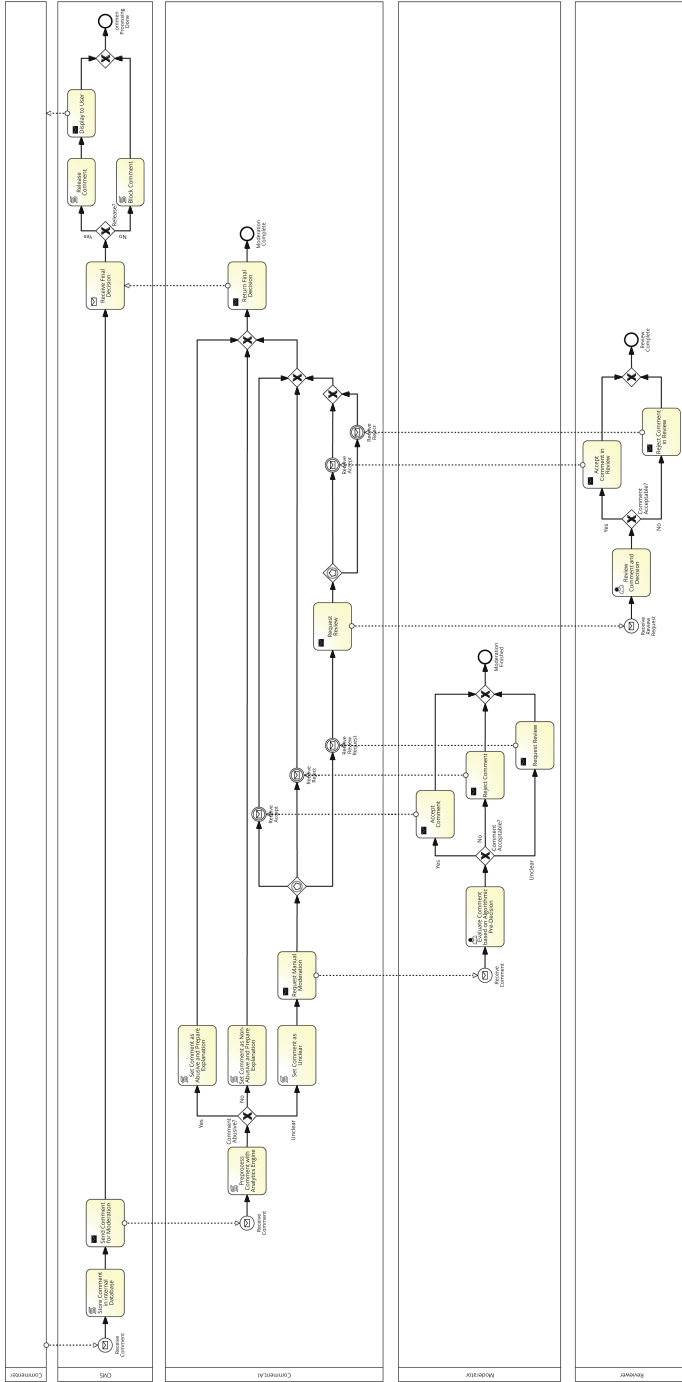 Commenter
CMS
Receive
Comment
Store Comment
in Internal
Database
Send Comment
for Moderation
Receive Final
Decision
Release?
Yes
No
Release
Comment
Block Comment
Display to User
ommen
Processing
Done
Comment.AI
Receive
Comment
Preprocess
Comment with
Analytics Engine
Comment
Abusive?
Yes
No
Unclear
Set Comment as
Abusive and Prepare
Explanation
Set Comment as Non-
Abusive and Prepare
Explanation
Set Comment as
Unclear
Request Manual
Moderation
Receive
Accept
Receive
Reject
Receive
Review
Request
Request
Review
Receive
Accept
Receive
Reject
Return Final
Decision
Moderation
Complete
Moderator
Receive
Comment
Evaluate Comment
based on Algorithmic
Pre-Decision
Comment
Acceptable?
Yes
No
Unclear
Accept
Comment
Reject Comment
Request Review
Moderation
Finished
Reviewer
Receive
Review
Request
Review
Comment and
Decision
Comment
Acceptable?
Yes
No
Accept
Comment in
Review
Reject Comment
in Review
Review
Complete